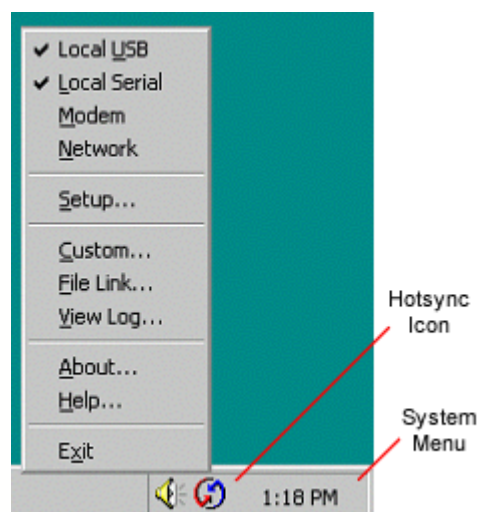 Local USB
Local Serial
Modem
Network
Setup...
Custom...
File Link...
View Log...
About...
Help...
Exit
Hotsync
Icon
System
Menu
1:18 PM